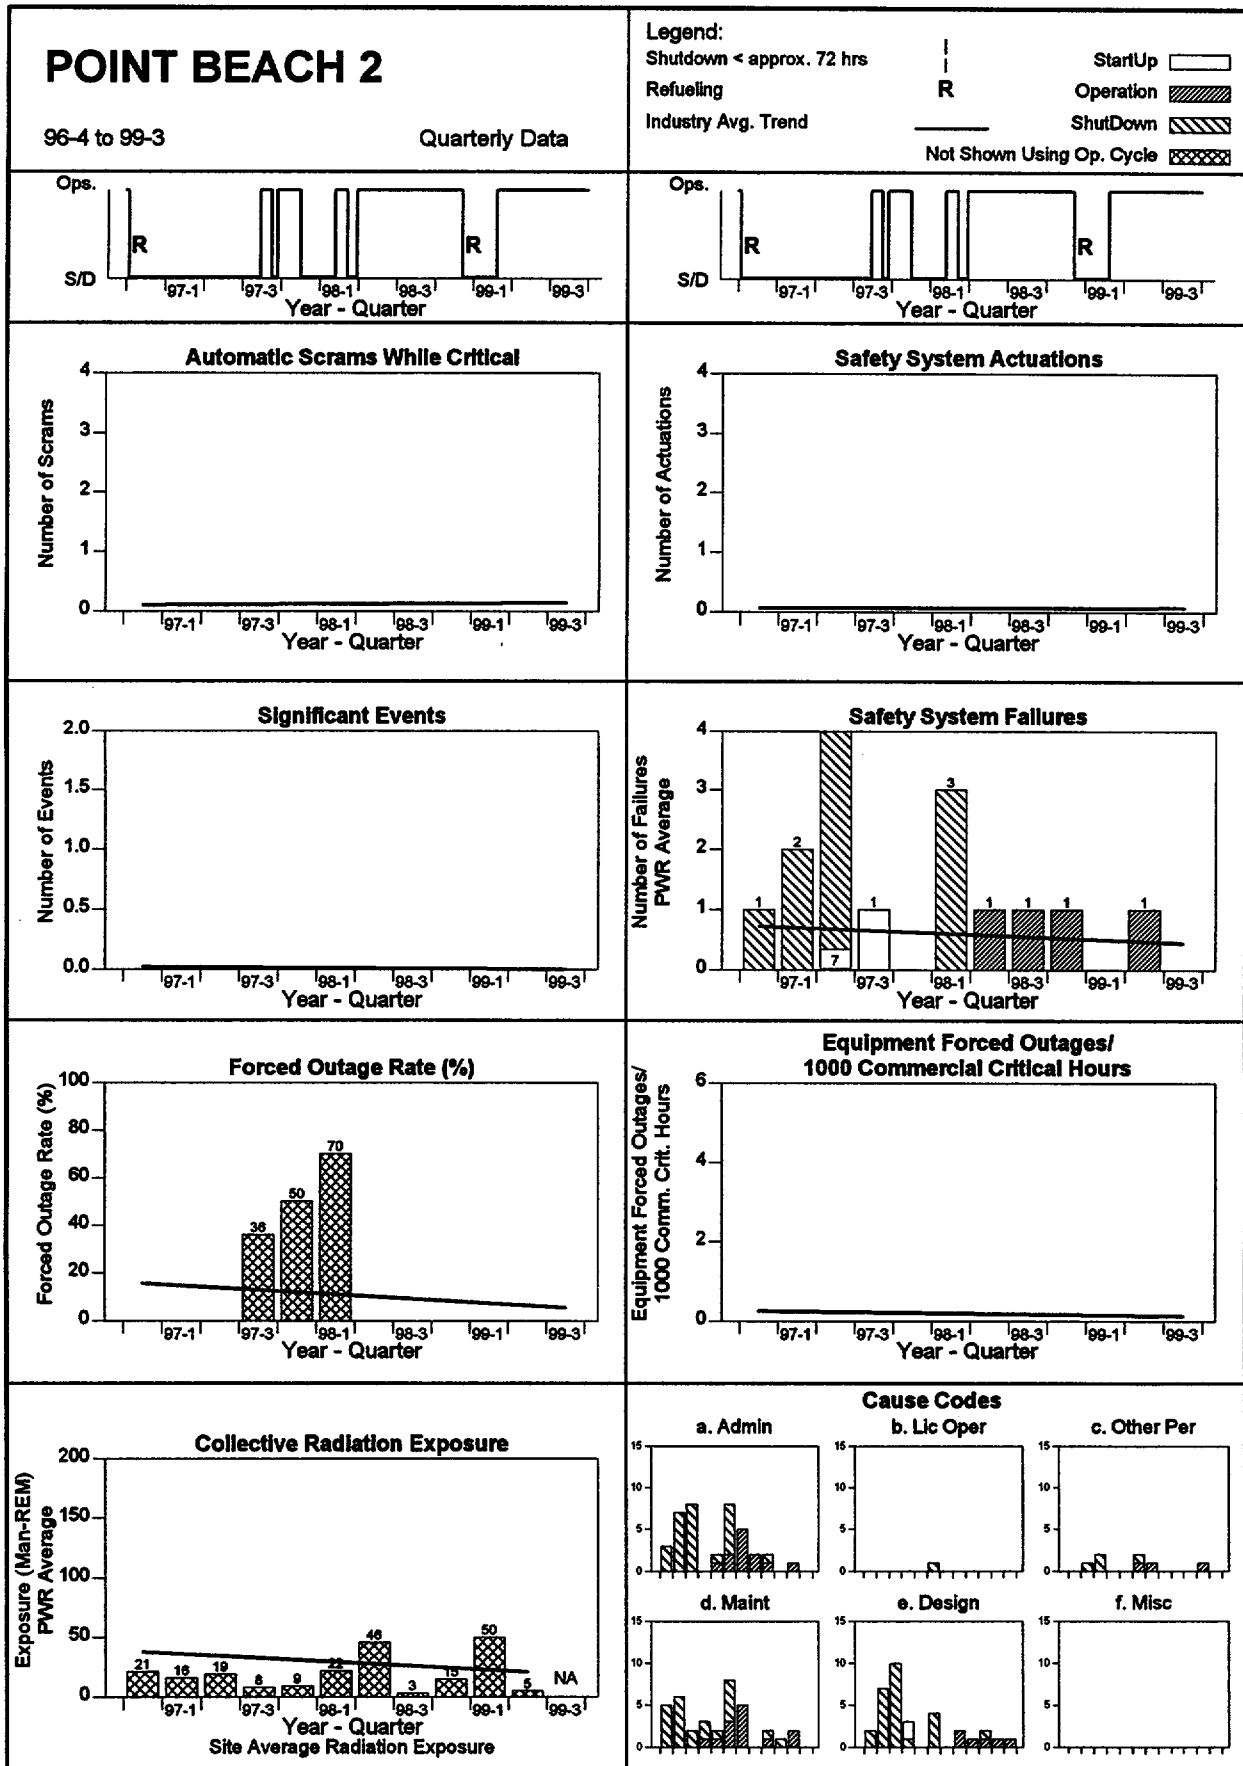 POINT BEACH 2
96-4 to 99-3 Quarterly Data
Legend:
Shutdown < approx. 72 hrs
Refueling R
Industry Avg. Trend
StartUp
Operation
ShutDown
Not Shown Using Op. Cycle
Ops.
R R
S/D
97-1 97-3 98-1 98-3 99-1 99-3
Year - Quarter
Ops.
R R
S/D
97-1 97-3 98-1 98-3 99-1 99-3
Year - Quarter
Automatic Scrams While Critical
Number of Scrams
4
3
2
1
0
97-1 97-3 98-1 98-3 99-1 99-3
Year - Quarter
Safety System Actuations
Number of Actuations
4
3
2
1
0
97-1 97-3 98-1 98-3 99-1 99-3
Year - Quarter
Significant Events
Number of Events
2.0
1.5
1.0
0.5
0.0
97-1 97-3 98-1 98-3 99-1 99-3
Year - Quarter
Safety System Failures
Number of Failures
PWR Average
4
3
2
1
0
1 2 7 1 3 1 1 1 1
97-1 97-3 98-1 98-3 99-1 99-3
Year - Quarter
Forced Outage Rate (%)
Forced Outage Rate (%)
100
80
60
40
20
0
36 50 70
97-1 97-3 98-1 98-3 99-1 99-3
Year - Quarter
Equipment Forced Outages/
1000 Commercial Critical Hours
Equipment Forced Outages/
1000 Comm. Crit. Hours
6
4
2
0
97-1 97-3 98-1 98-3 99-1 99-3
Year - Quarter
Collective Radiation Exposure
Exposure (Man-REM)
PWR Average
200
150
100
50
0
21 16 19 8 9 22 46 3 15 50 5 NA
97-1 97-3 98-1 98-3 99-1 99-3
Year - Quarter
Site Average Radiation Exposure
Cause Codes
a. Admin
15
10
5
0
b. Lic Oper
15
10
5
0
c. Other Per
15
10
5
0
d. Maint
15
10
5
0
e. Design
15
10
5
0
f. Misc
15
10
5
0